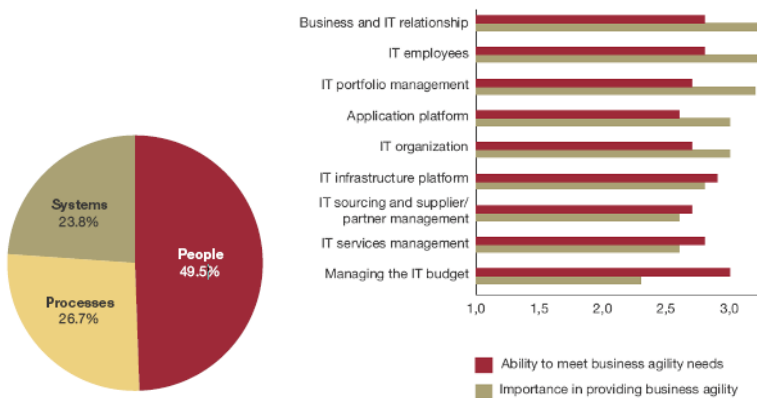 Business and IT relationship
IT employees
IT portfolio management
Application platform
IT organization
IT infrastructure platform
IT sourcing and supplier/
partner management
IT services management
Managing the IT budget
1,0
1,5
2,0
2,5
3,0
Systems
23.8%
People
49.5%
Processes
26.7%
Ability to meet business agility needs
Importance in providing business agility